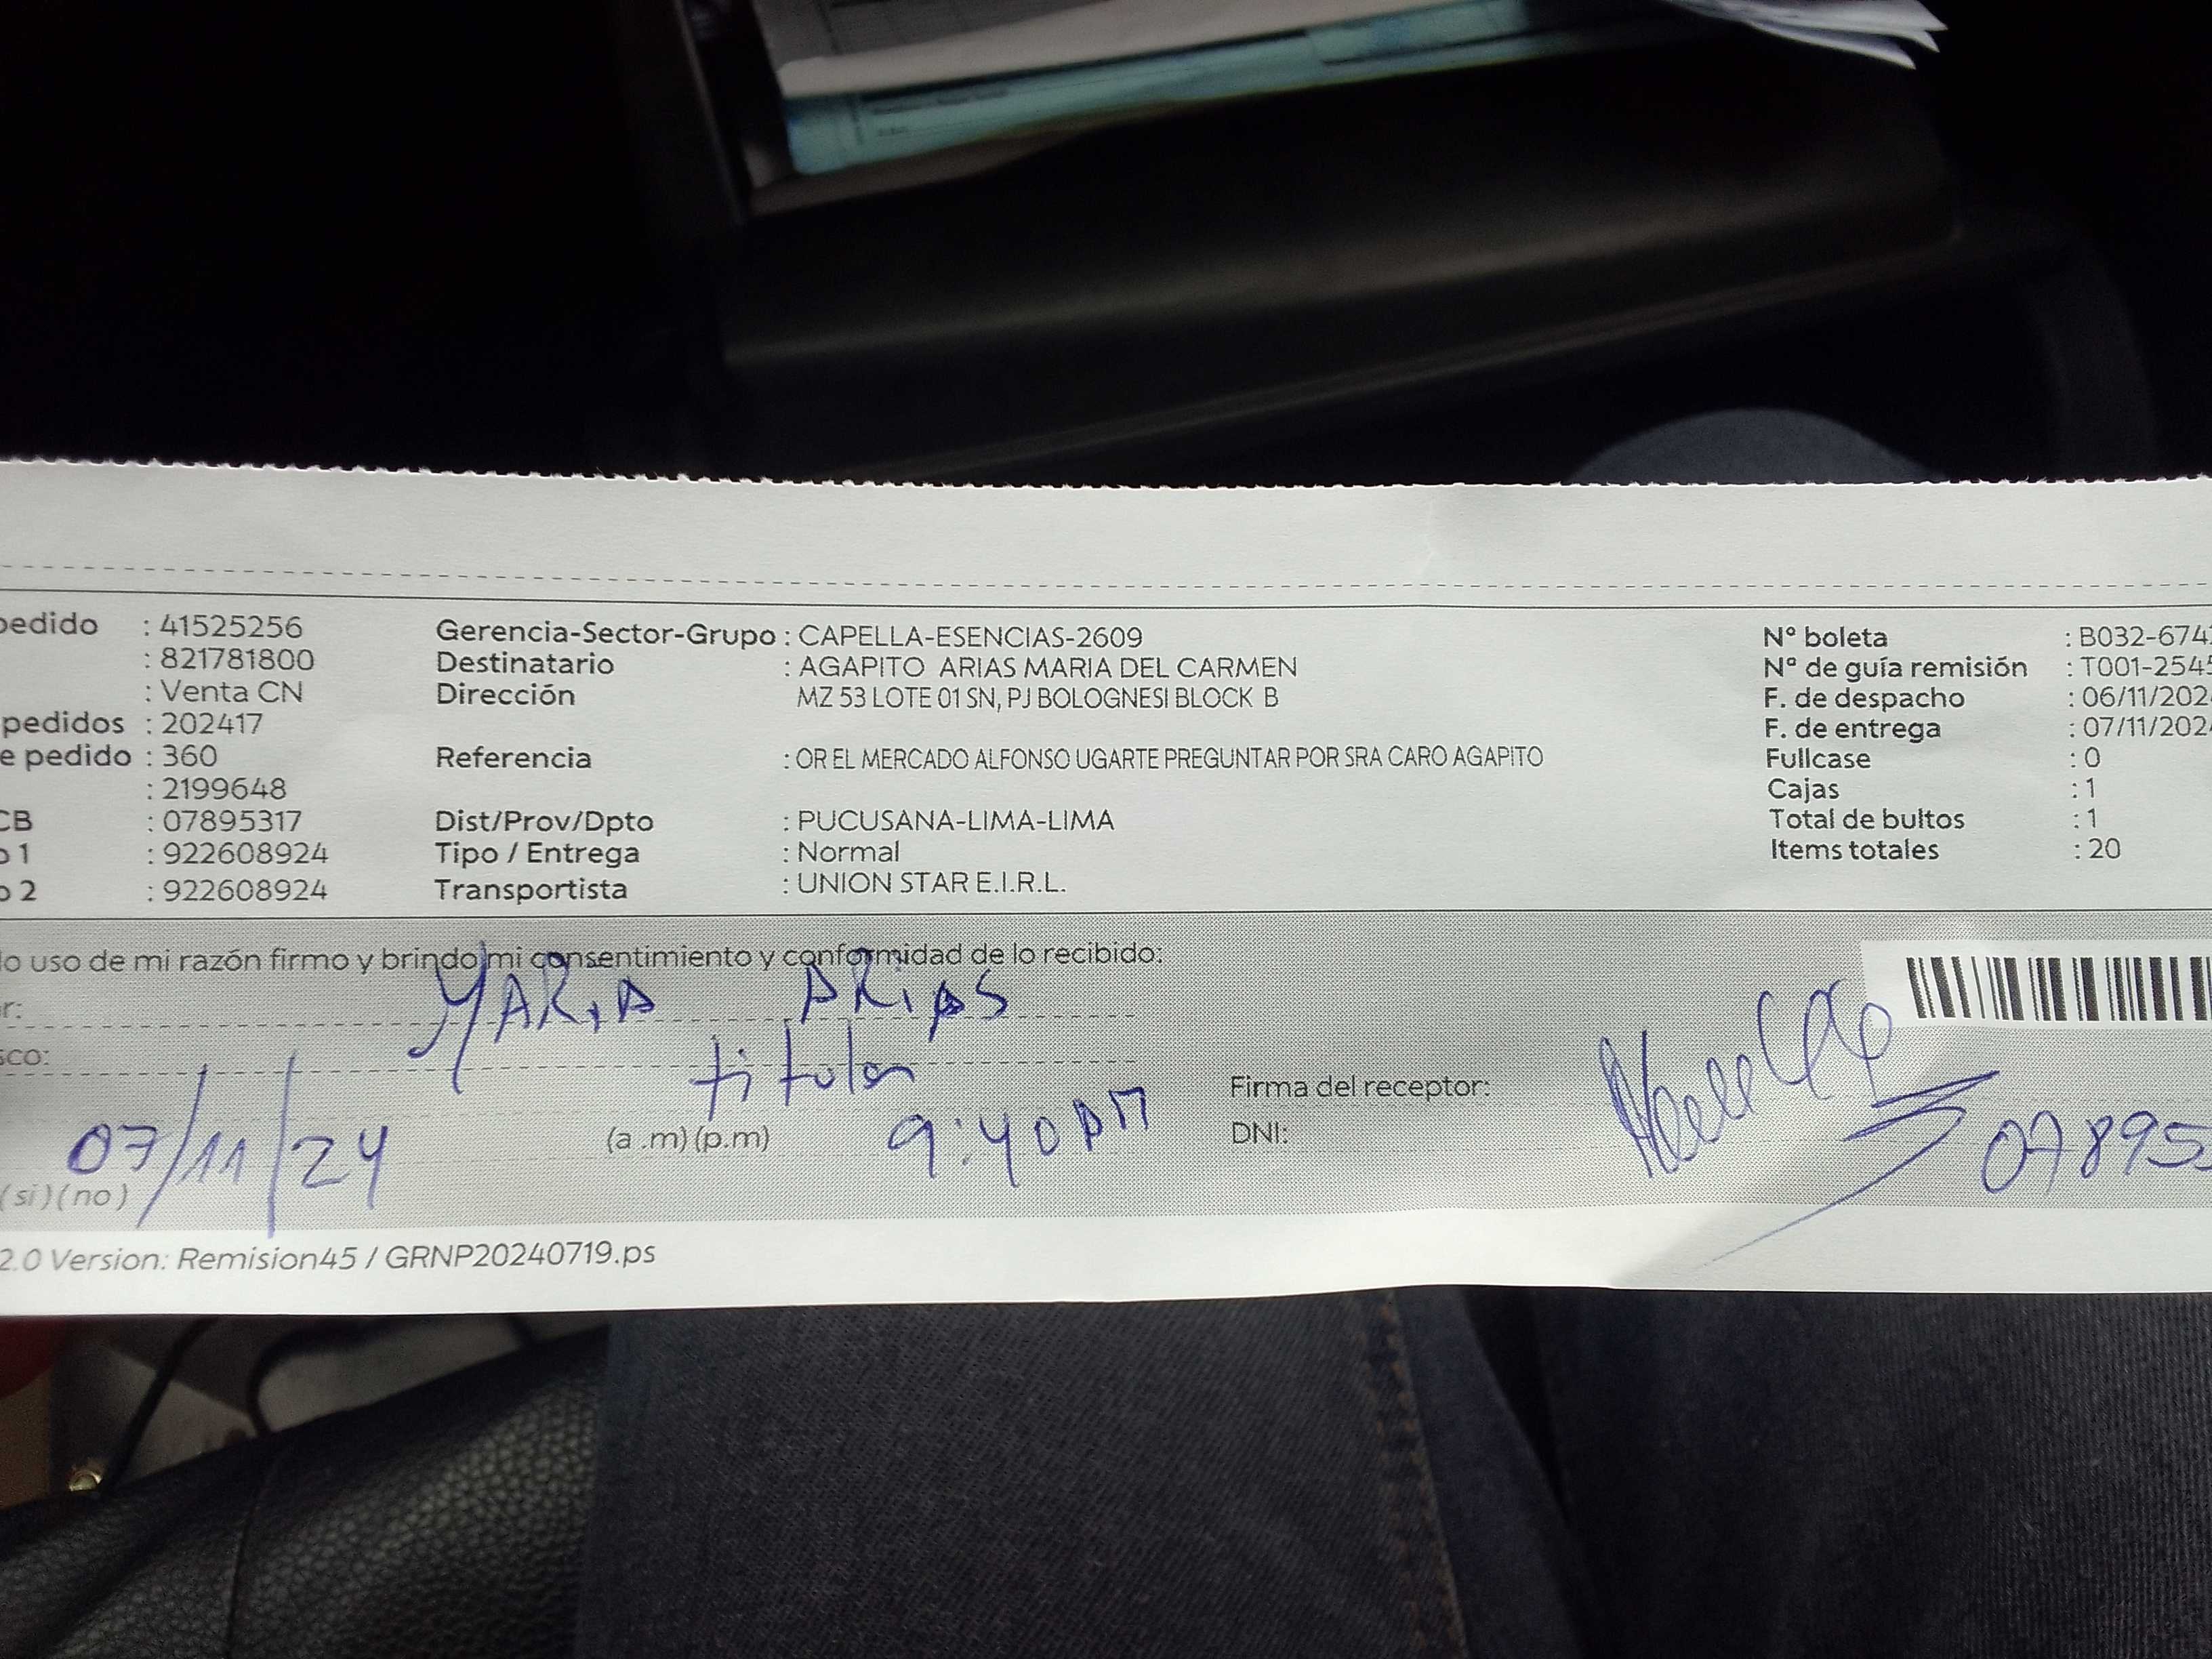 pedido : 41525256 Gerencia-Sector-Grupo : CAPELLA-ESENCIAS-2609 N° boleta : B032-674
: 821781800 Destinatario : AGAPITO ARIAS MARIA DEL CARMEN N° de guía remisión : T001-2545
: Venta CN Dirección MZ 53 LOTE 01 SN, PJ BOLOGNESI BLOCK B F. de despacho : 06/11/202
pedidos : 202417 F. de entrega : 07/11/202
e pedido : 360 Referencia : OR EL MERCADO ALFONSO UGARTE PREGUNTAR POR SRA CARO AGAPITO Fullcase : 0
: 2199648 Cajas : 1
CB : 07895317 Dist/Prov/Dpto : PUCUSANA-LIMA-LIMA Total de bultos : 1
o 1 : 922608924 Tipo / Entrega : Normal Items totales : 20
o 2 : 922608924 Transportista : UNION STAR E.I.R.L.
lo uso de mi razón firmo y brindo mi consentimiento y conformidad de lo recibido:
r: MARIA ARIAS
sco: titular
Firma del receptor:
07/11/24 (a .m) (p.m) 9:40 DNI: 07895
(si) (no)
2.0 Version: Remision45 / GRNP20240719.ps